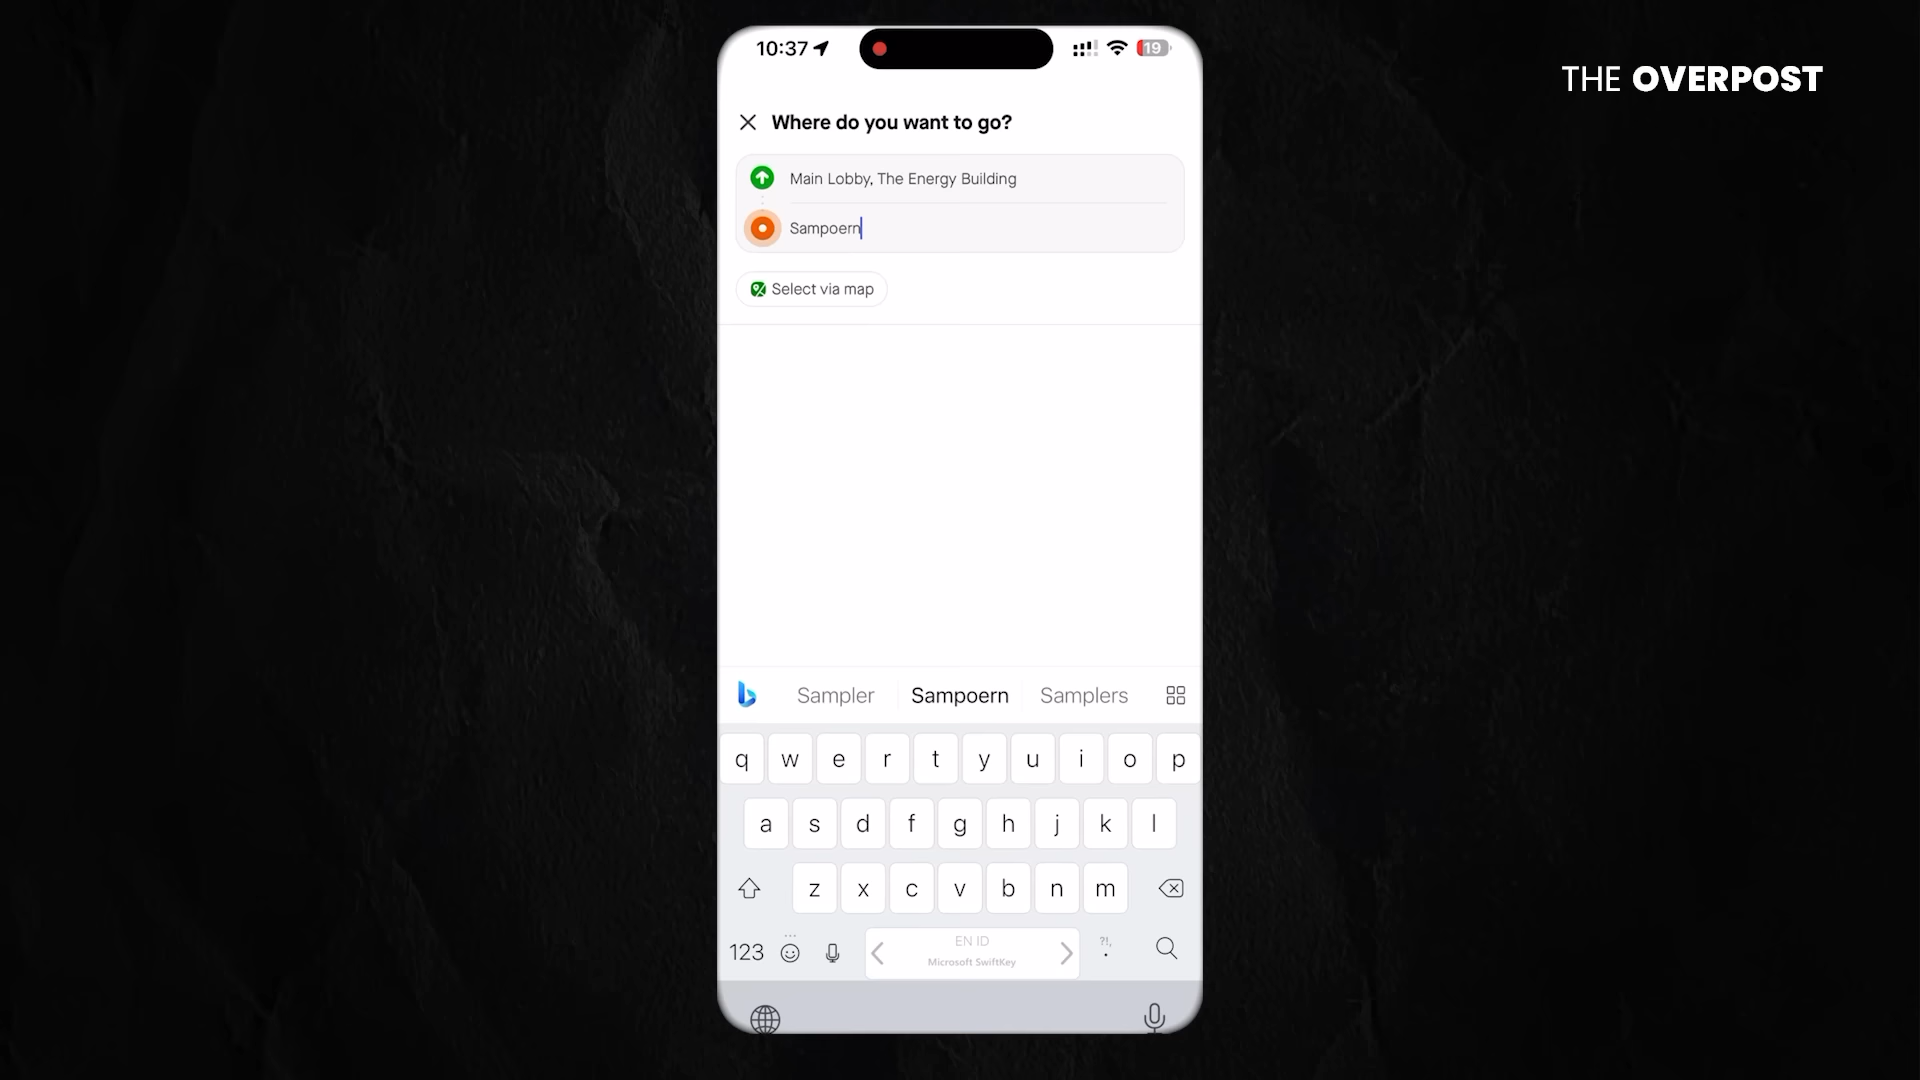 10:37
19
THE OVERPOST
Where do you want to go?
Main Lobby, The Energy Building
Sampoern
Select via map
Sampler Sampoern Samplers
q w e r t y u i o p
a s d f g h j k l
z x c v b n m
123 EN ID ?!, .
Microsoft SwiftKey